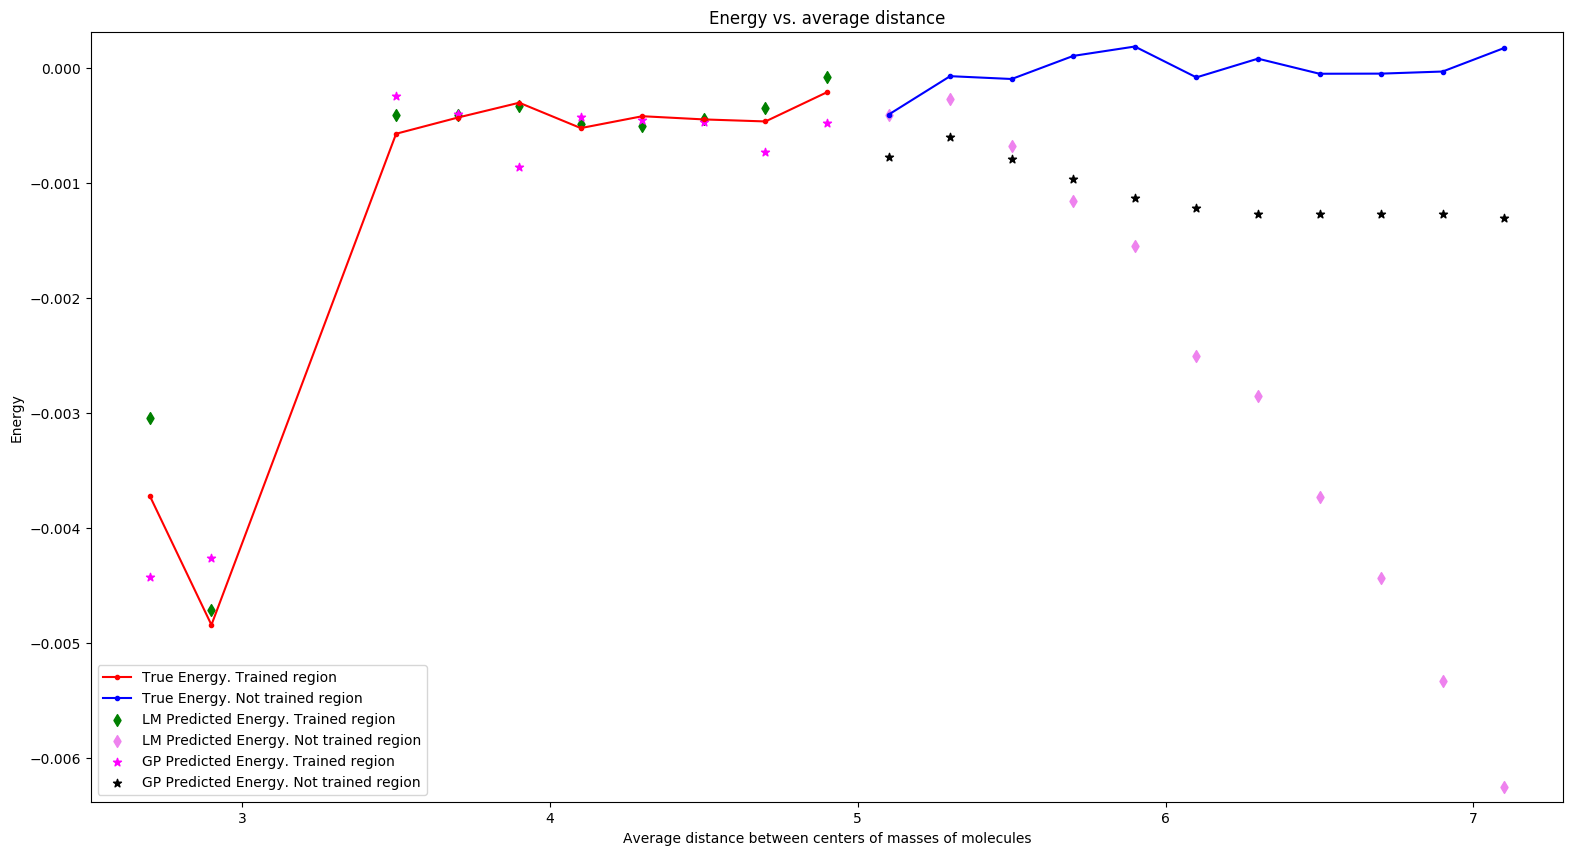 Energy vs. average distance
0.000
−0.001
−0.002
−0.003
−0.004
−0.005
−0.006
Energy
True Energy. Trained region
True Energy. Not trained region
LM Predicted Energy. Trained region
LM Predicted Energy. Not trained region
GP Predicted Energy. Trained region
GP Predicted Energy. Not trained region
3 4 5 6 7
Average distance between centers of masses of molecules